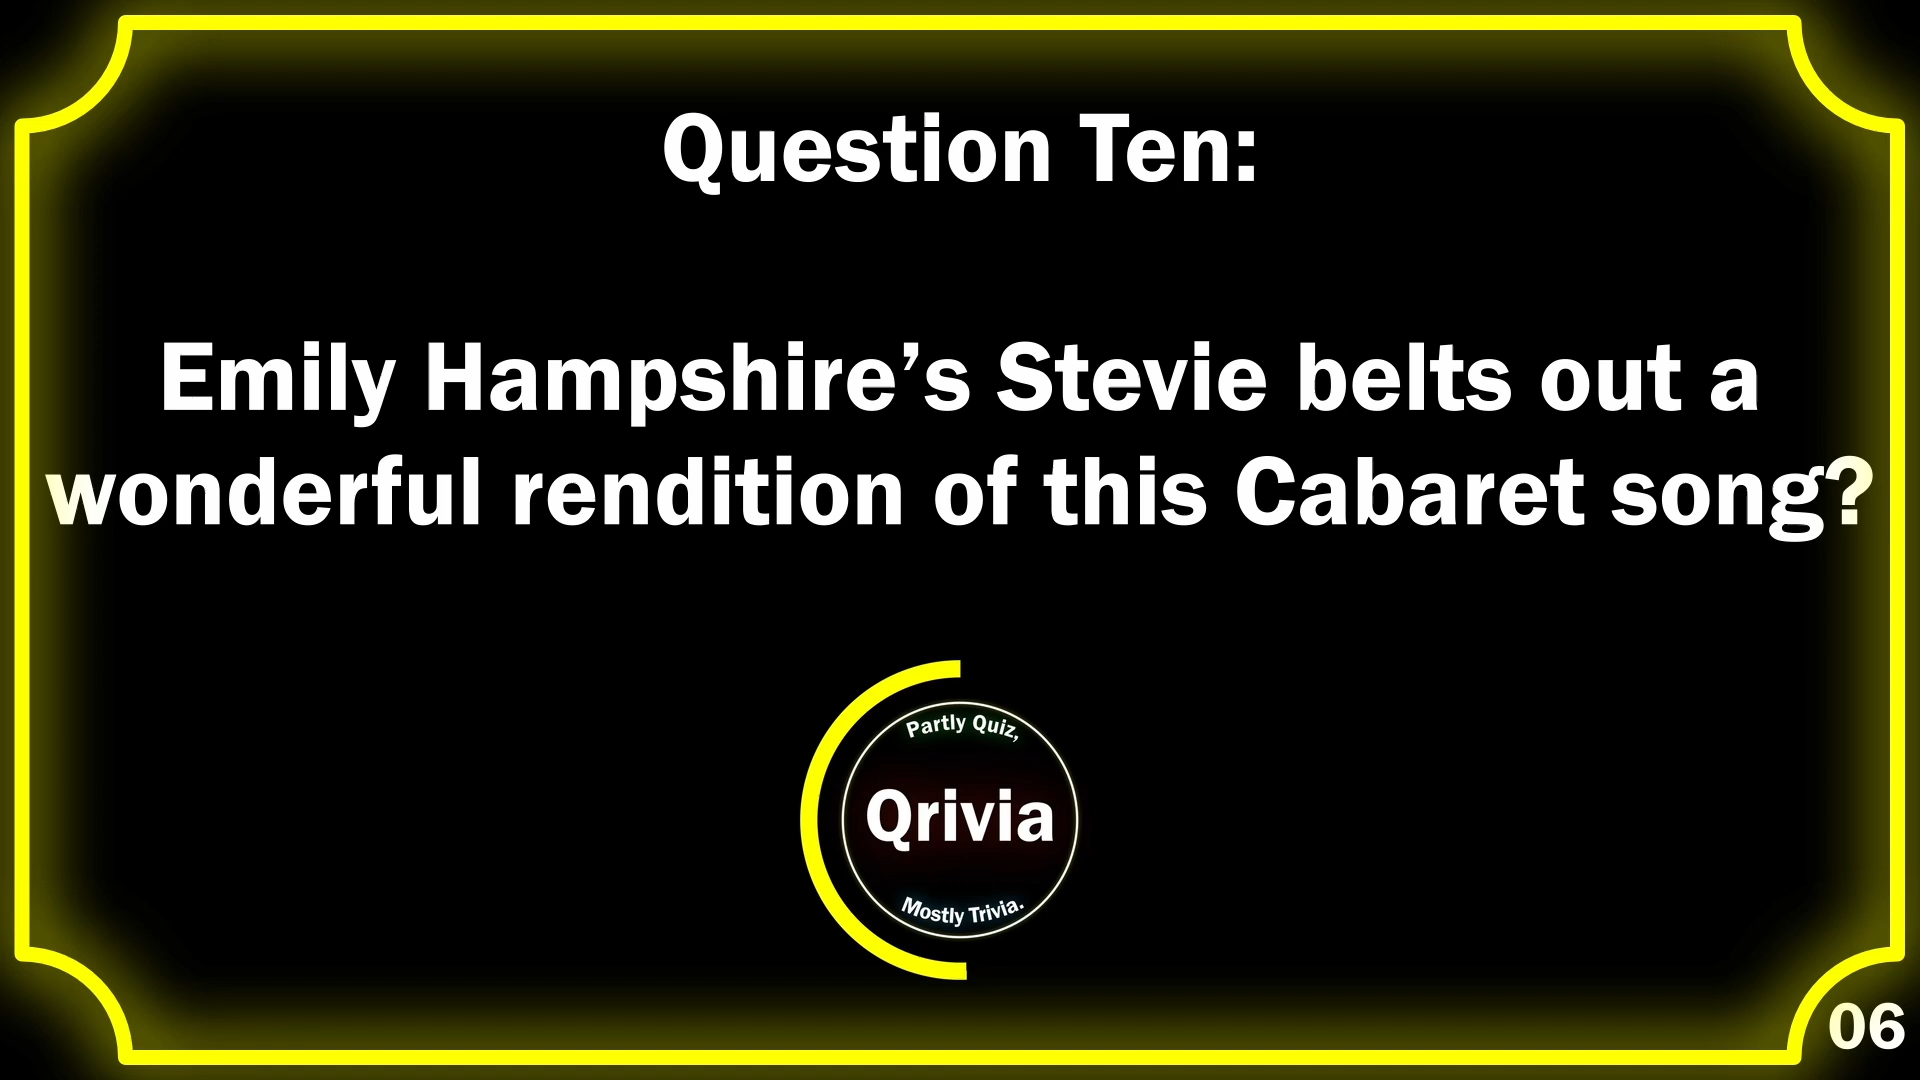 Question Ten:
Emily Hampshire’s Stevie belts out a
wonderful rendition of this Cabaret song?
Partly Quiz,
Qrivia
Mostly Trivia.
06